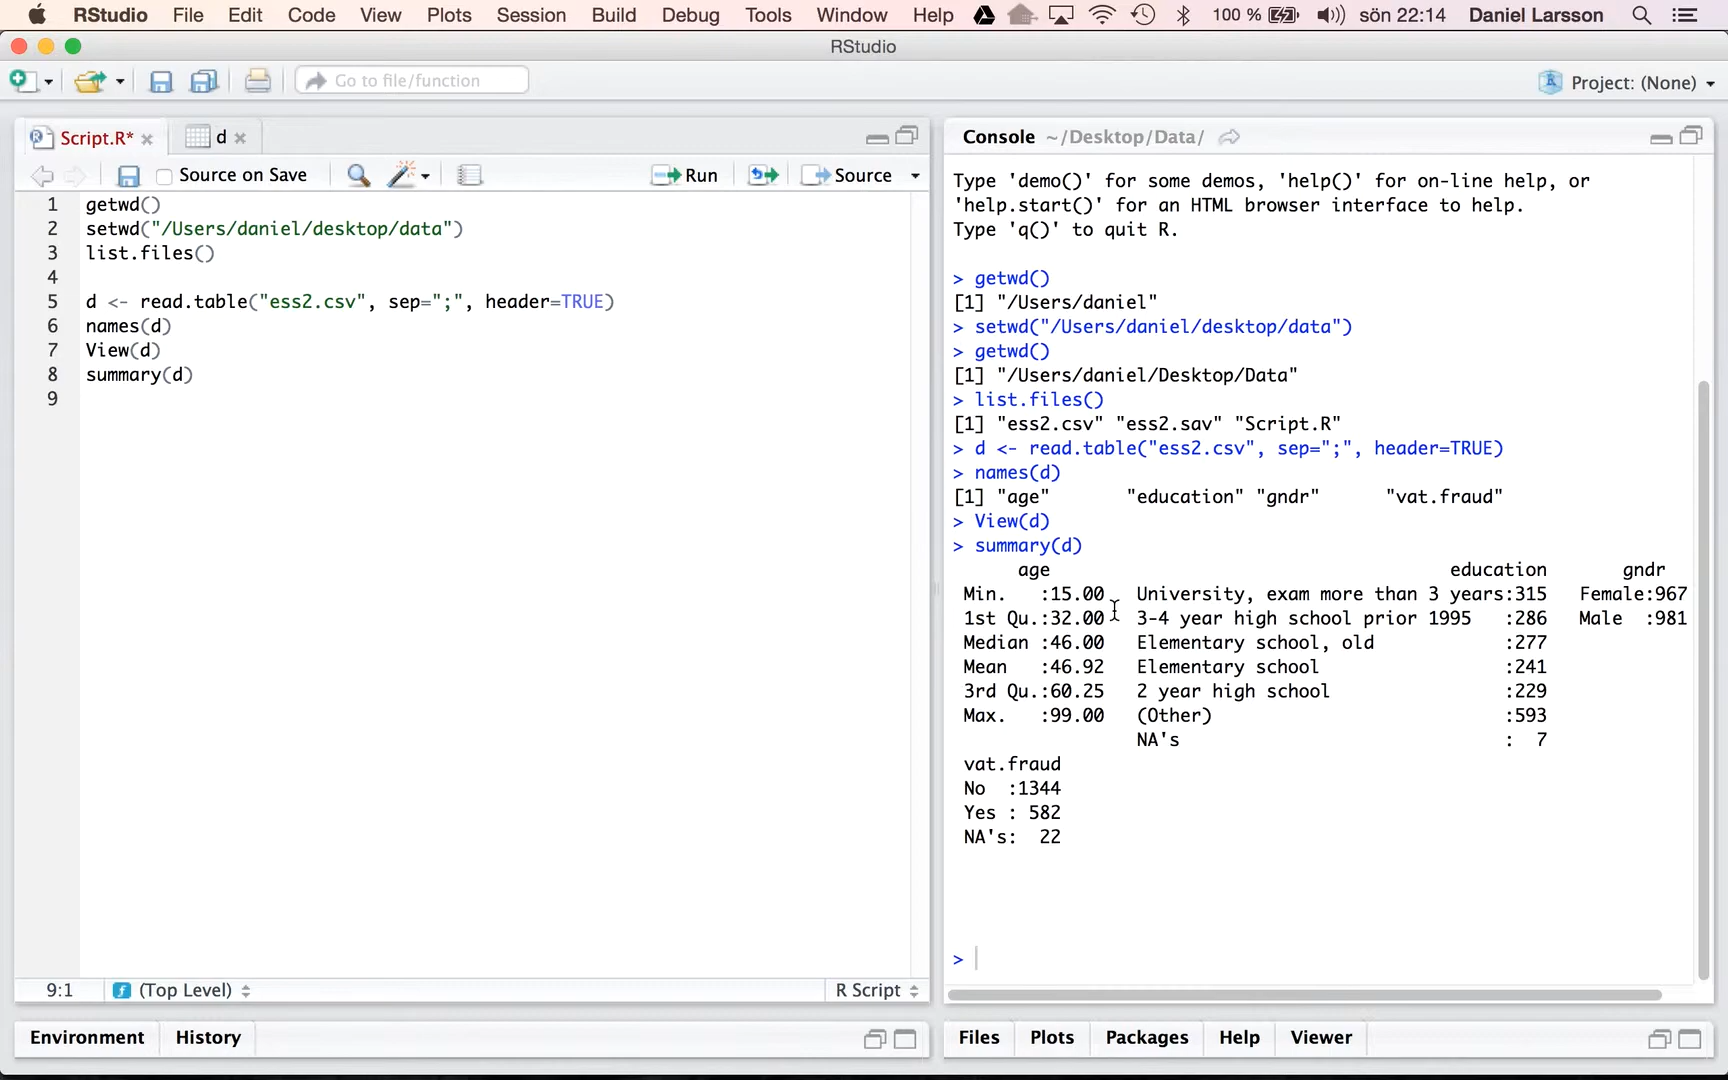 RStudio File Edit Code View Plots Session Build Debug Tools Window Help 100 % sön 22:14 Daniel Larsson
RStudio
Go to file/function Project: (None)
Script.R* d
Source on Save Run Source
1 getwd()
2 setwd("/Users/daniel/desktop/data")
3 list.files()
4
5 d <- read.table("ess2.csv", sep=";", header=TRUE)
6 names(d)
7 View(d)
8 summary(d)
9
9:1 (Top Level) R Script
Environment History
Console ~/Desktop/Data/
Type 'demo()' for some demos, 'help()' for on-line help, or
'help.start()' for an HTML browser interface to help.
Type 'q()' to quit R.
> getwd()
[1] "/Users/daniel"
> setwd("/Users/daniel/desktop/data")
> getwd()
[1] "/Users/daniel/Desktop/Data"
> list.files()
[1] "ess2.csv" "ess2.sav" "Script.R"
> d <- read.table("ess2.csv", sep=";", header=TRUE)
> names(d)
[1] "age" "education" "gndr" "vat.fraud"
> View(d)
> summary(d)
age education gndr
Min. :15.00 University, exam more than 3 years:315 Female:967
1st Qu.:32.00 3-4 year high school prior 1995 :286 Male :981
Median :46.00 Elementary school, old :277
Mean :46.92 Elementary school :241
3rd Qu.:60.25 2 year high school :229
Max. :99.00 (Other) :593
NA's : 7
vat.fraud
No :1344
Yes : 582
NA's: 22
>
Files Plots Packages Help Viewer